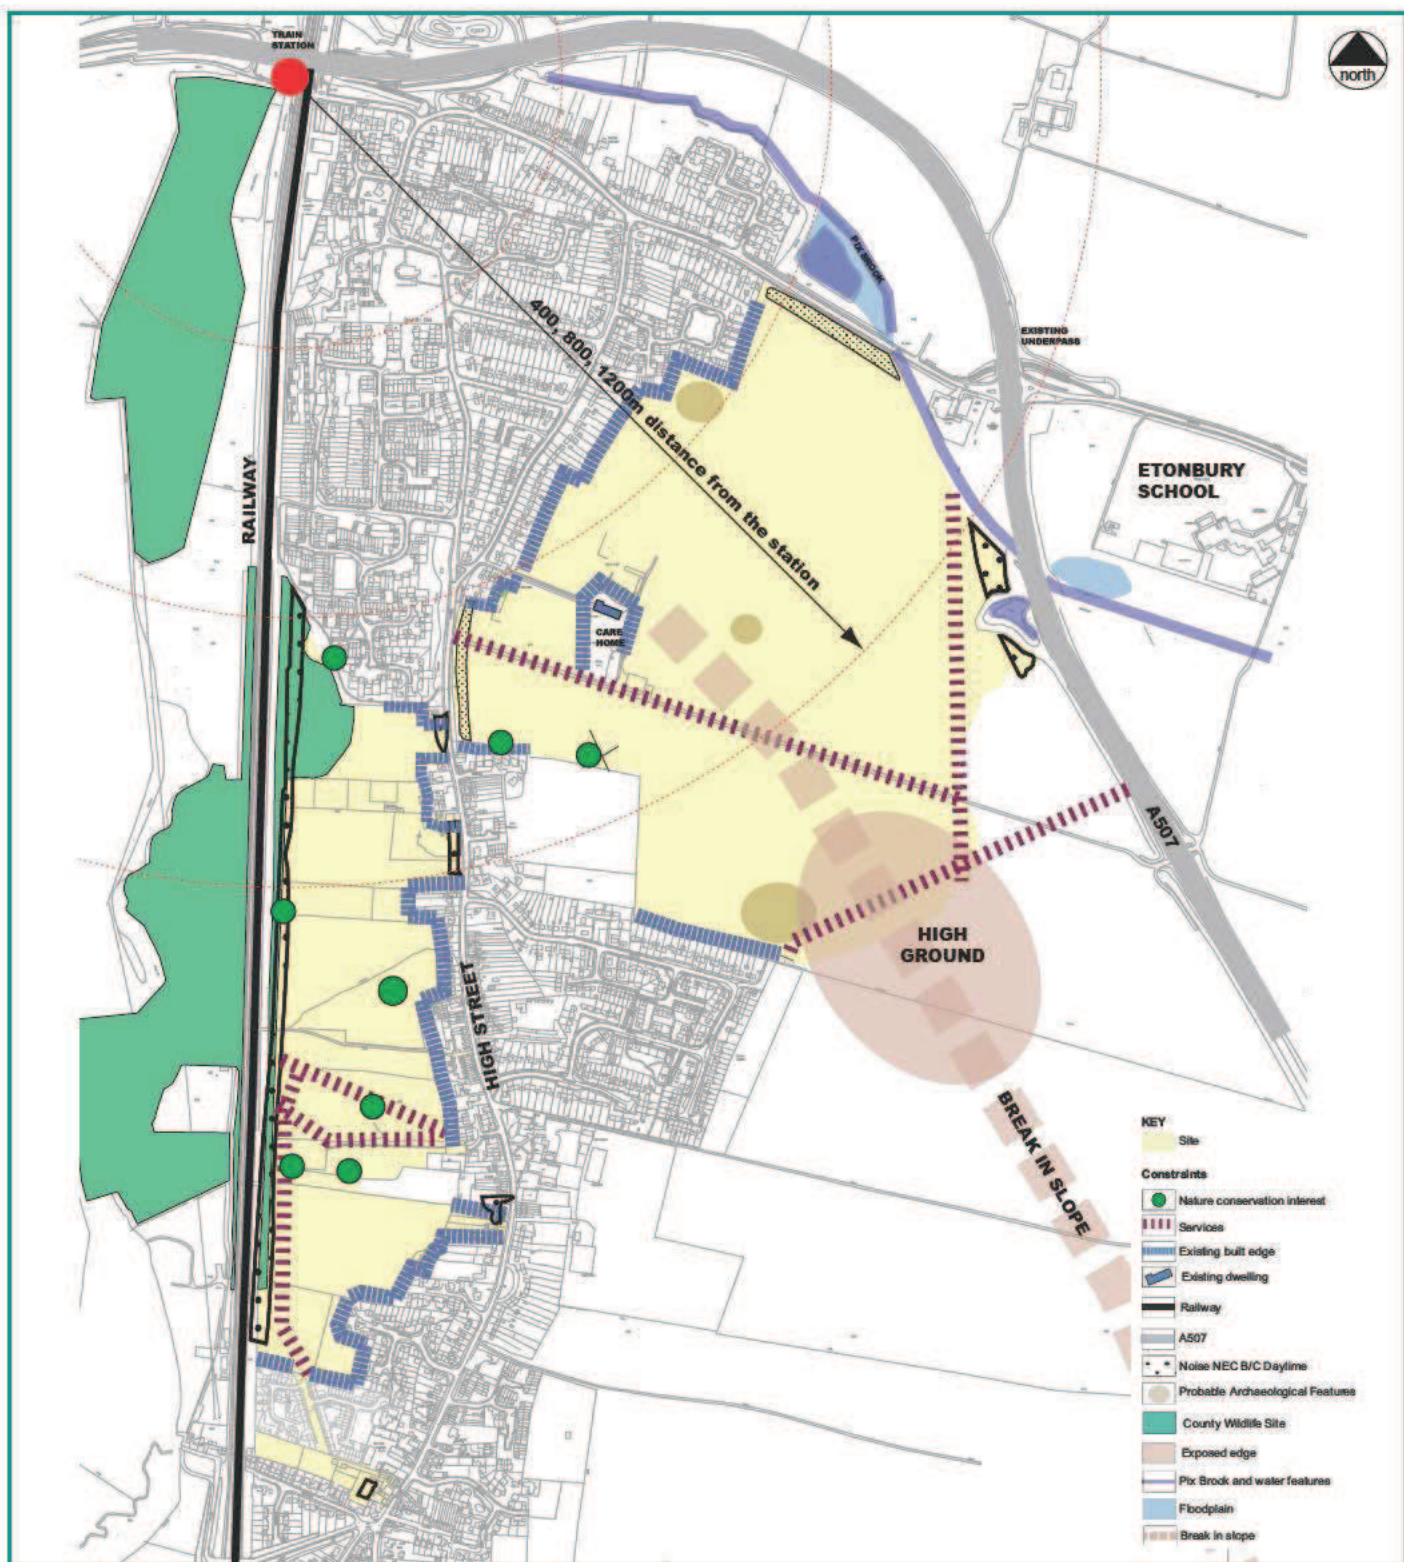 TRAIN
STATION
north
PIX BROOK
400, 800, 1200m distance from the station
EXISTING
UNDERPASS
ETONBURY
SCHOOL
RAILWAY
CARE
HOME
A507
HIGH
GROUND
HIGH STREET
BREAK IN SLOPE
KEY
Site
Constraints
Nature conservation interest
Services
Existing built edge
Existing dwelling
Railway
A507
Noise NEC B/C Daytime
Probable Archaeological Features
County Wildlife Site
Exposed edge
Pix Brook and water features
Floodplain
Break in slope